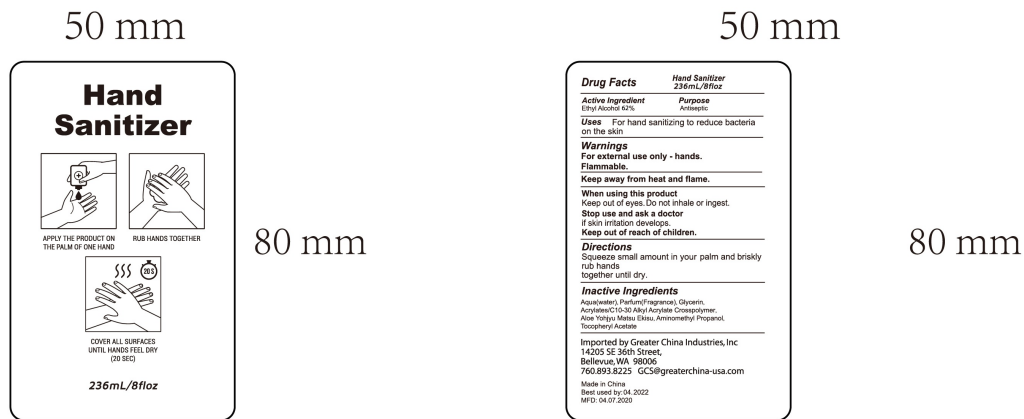 50 mm
Hand
Sanitizer
APPLY THE PRODUCT ON
THE PALM OF ONE HAND
RUB HANDS TOGETHER
20 S
COVER ALL SURFACES
UNTIL HANDS FEEL DRY
(20 SEC)
236mL/8floz
80 mm
50 mm
Drug Facts
Hand Sanitizer
236mL/8floz
Active Ingredient Purpose
Ethyl Alcohol 62% Antiseptic
Uses For hand sanitizing to reduce bacteria
on the skin
Warnings
For external use only - hands.
Flammable.
Keep away from heat and flame.
When using this product
Keep out of eyes. Do not inhale or ingest.
Stop use and ask a doctor
if skin irritation develops.
Keep out of reach of children.
Directions
Squeeze small amount in your palm and briskly
rub hands
together until dry.
Inactive Ingredients
Aqua(water), Parfum(Fragrance), Glycerin,
Acrylates/C10-30 Alkyl Acrylate Crosspolymer,
Aloe Yohjyu Matsu Ekisu, Aminomethyl Propanol,
Tocopheryl Acetate
Imported by Greater China Industries, Inc
14205 SE 36th Street,
Bellevue, WA 98006
760.893.8225 GCS@greaterchina-usa.com
Made in China
Best used by: 04.2022
MFD: 04.07.2020
80 mm